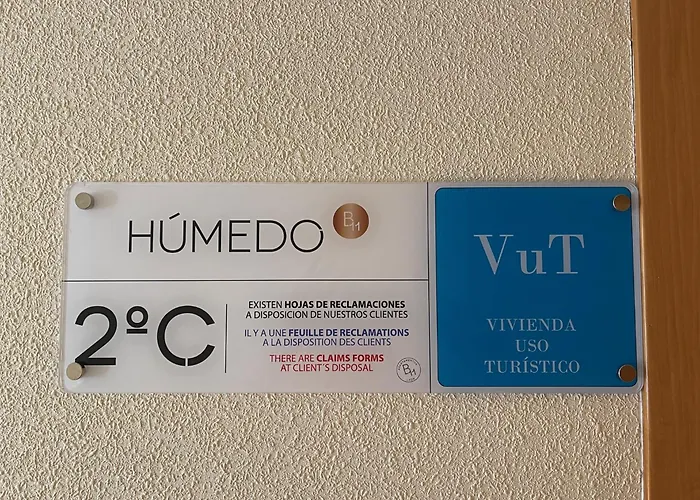 HÚMEDO
B11
2ºC
EXISTEN HOJAS DE RECLAMACIONES
A DISPOSICION DE NUESTROS CLIENTES
IL Y A UNE FEUILLE DE RECLAMATIONS
A LA DISPOSITION DES CLIENTS
THERE ARE CLAIMS FORMS
AT CLIENT´S DISPOSAL
B11
VuT
VIVIENDA
USO
TURÍSTICO